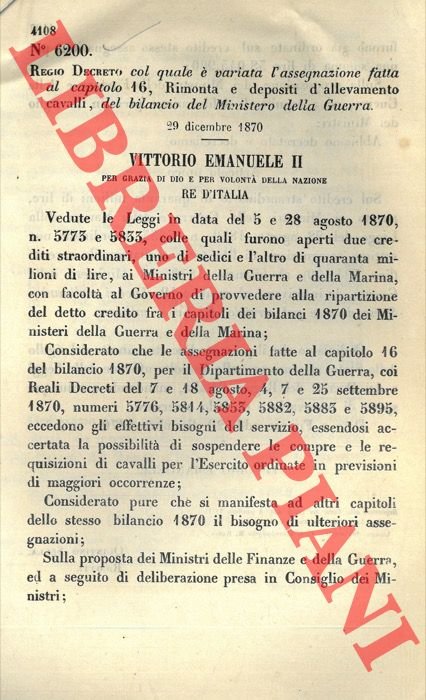 4108
N° 6200.
REGIO DECRETO col quale è variata l'assegnazione fatta
al capitolo 16, Rimonta e depositi d'allevamento
cavalli, del bilancio del Ministero della Guerra.
29 dicembre 1870
VITTORIO EMANUELE II
PER GRAZIA DI DIO E PER VOLONTÀ DELLA NAZIONE
RE D'ITALIA
Vedute le Leggi in data del 5 e 28 agosto 1870,
n. 5773 e 5833, colle quali furono aperti due cre-
diti straordinari, uno di sedici e l'altro di quaranta mi-
lioni di lire, ai Ministri della Guerra e della Marina,
con facoltà al Governo di provvedere alla ripartizione
del detto credito fra i capitoli dei bilanci 1870 dei Mi-
nisteri della Guerra e della Marina;
Considerato che le assegnazioni fatte al capitolo 16
del bilancio 1870, per il Dipartimento della Guerra, coi
Reali Decreti del 7 e 18 agosto, 4, 7 e 25 settembre
1870, numeri 5776, 5814, 5853, 5882, 5883 e 5895,
eccedono gli effettivi bisogni del servizio, essendosi ac-
certata la possibilità di sospendere le compre e le re-
quisizioni di cavalli per l'Esercito ordinate in previsioni
di maggiori occorrenze;
Considerato pure che si manifesta ad altri capitoli
dello stesso bilancio 1870 il bisogno di ulteriori asse-
gnazioni;
Sulla proposta dei Ministri delle Finanze e della Guerra,
ed a seguito di deliberazione presa in Consiglio dei Mi-
nistri;
LIBRERIA PIANI